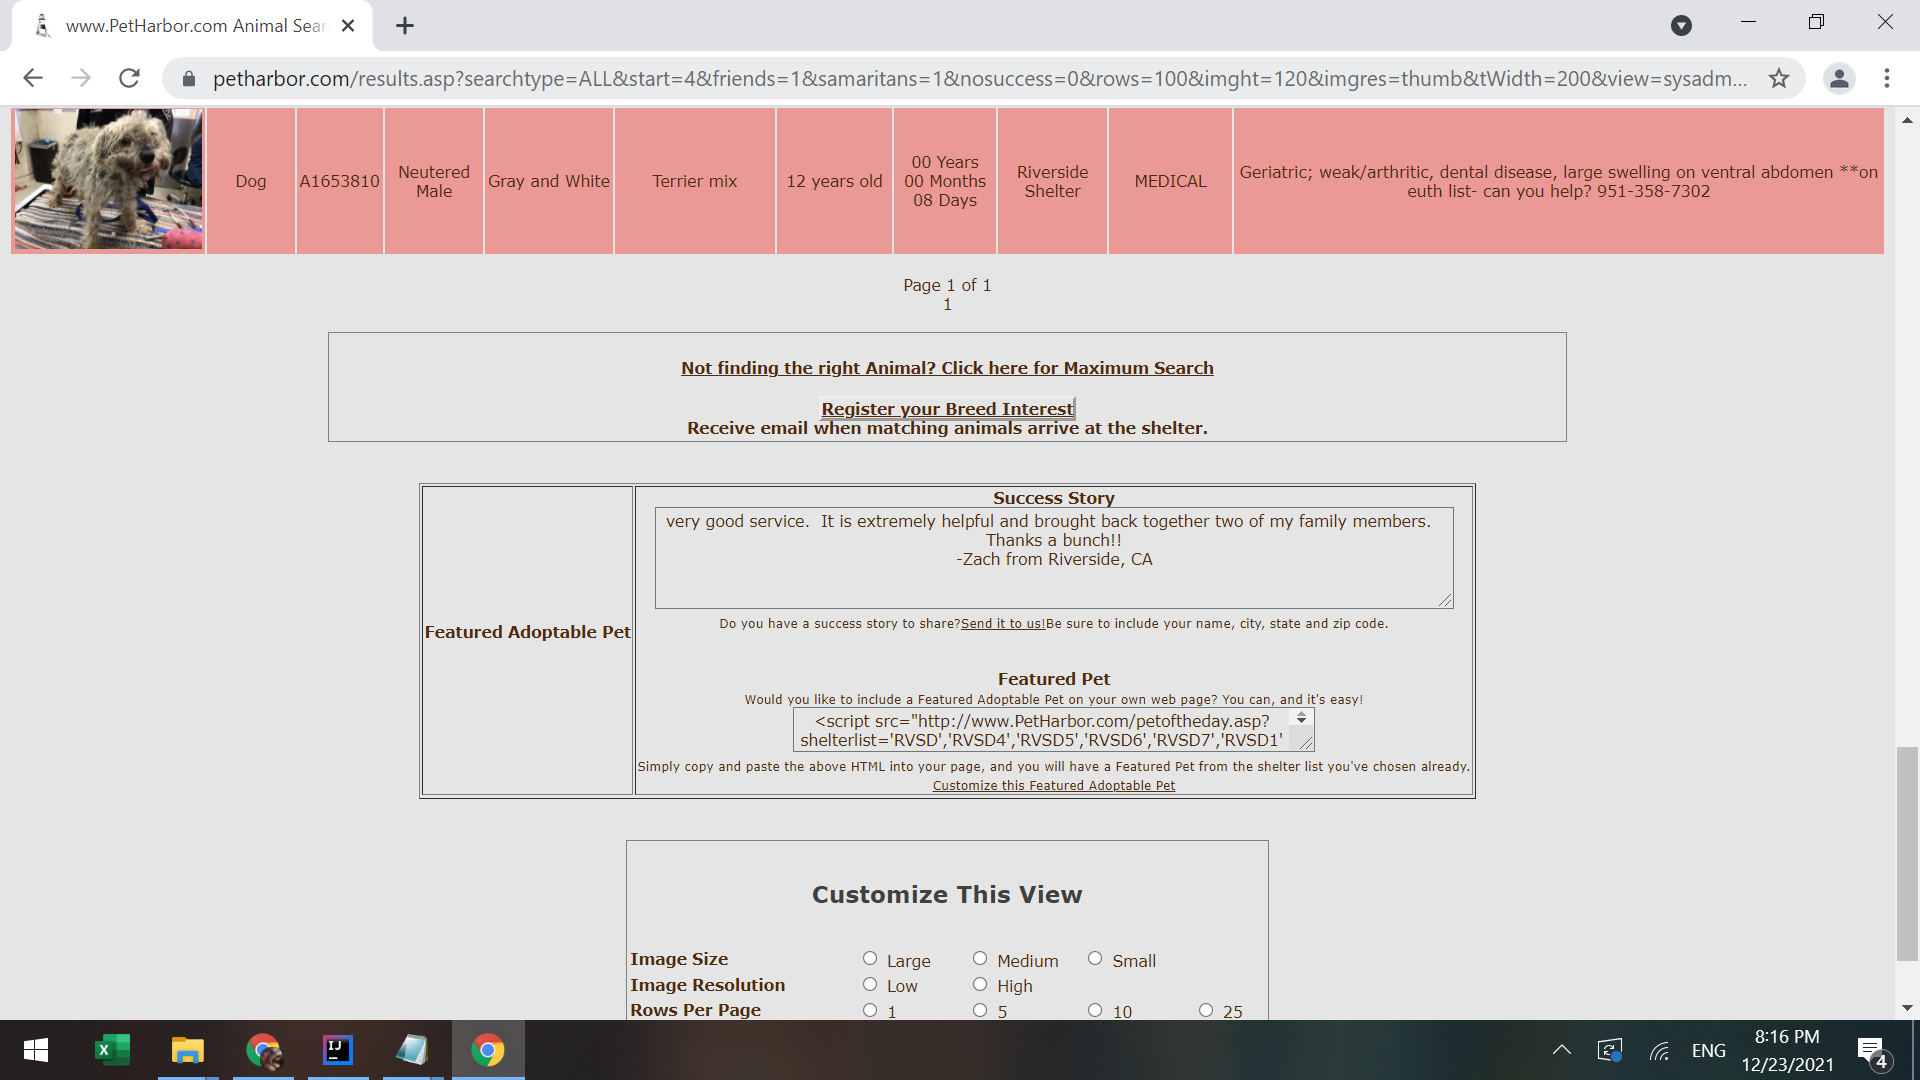 www.PetHarbor.com Animal Sear
petharbor.com/results.asp?searchtype=ALL&start=4&friends=1&samaritans=1&nosuccess=0&rows=100&imght=120&imgres=thumb&tWidth=200&view=sysadm...
Dog
A1653810
Neutered
Male
Gray and White
Terrier mix
12 years old
00 Years
00 Months
08 Days
Riverside
Shelter
MEDICAL
Geriatric; weak/arthritic, dental disease, large swelling on ventral abdomen **on
euth list- can you help? 951-358-7302
Page 1 of 1
1
Not finding the right Animal? Click here for Maximum Search
Register your Breed Interest
Receive email when matching animals arrive at the shelter.
Featured Adoptable Pet
Success Story
very good service.  It is extremely helpful and brought back together two of my family members.
Thanks a bunch!!
-Zach from Riverside, CA
Do you have a success story to share?Send it to us!Be sure to include your name, city, state and zip code.
Featured Pet
Would you like to include a Featured Adoptable Pet on your own web page? You can, and it's easy!
<script src="http://www.PetHarbor.com/petoftheday.asp?
shelterlist='RVSD','RVSD4','RVSD5','RVSD6','RVSD7','RVSD1'
Simply copy and paste the above HTML into your page, and you will have a Featured Pet from the shelter list you've chosen already.
Customize this Featured Adoptable Pet
Customize This View
Image Size Large Medium Small
Image Resolution Low High
Rows Per Page 1 5 10 25
IJ
ENG
8:16 PM
12/23/2021
4